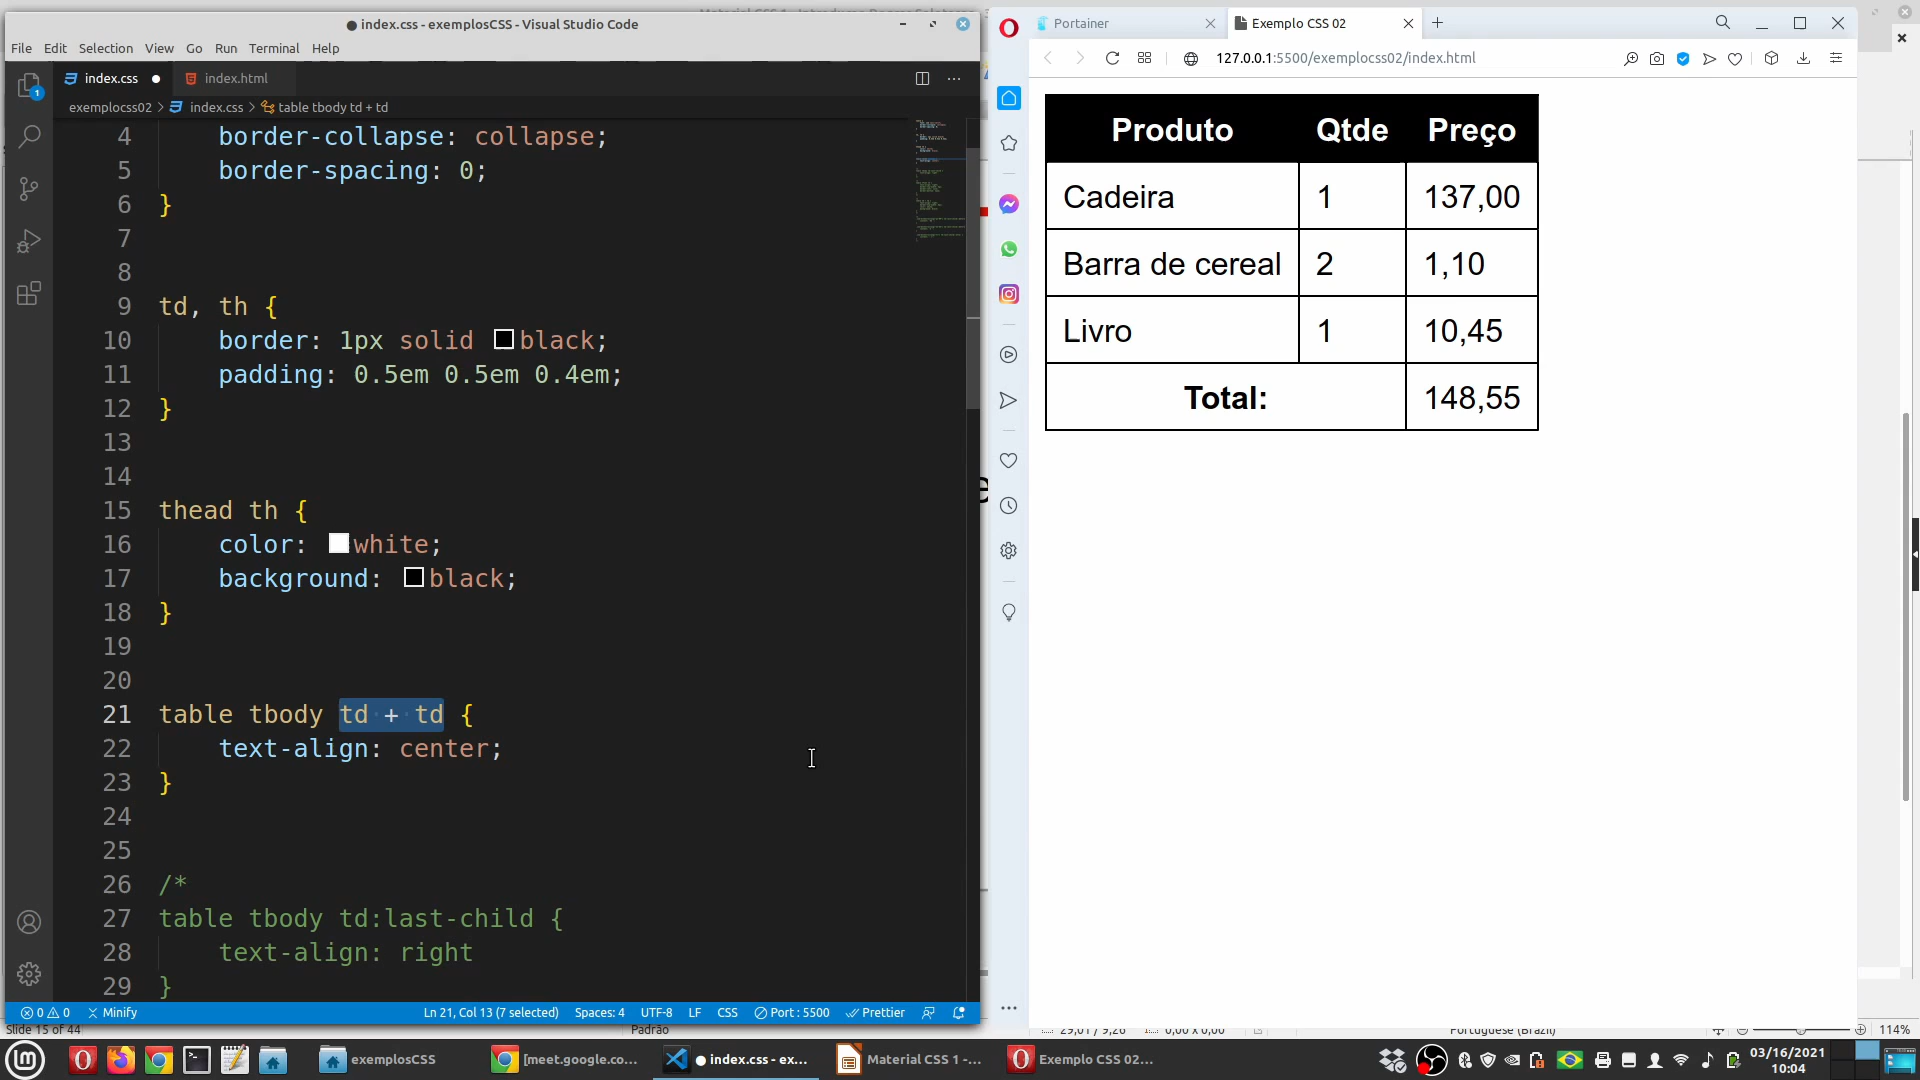 index.css - exemplosCSS - Visual Studio Code
File Edit Selection View Go Run Terminal Help
index.css index.html
exemplocss02 > index.css > table tbody td + td
4 border-collapse: collapse;
5 border-spacing: 0;
6 }
7
8
9 td, th {
10 border: 1px solid black;
11 padding: 0.5em 0.5em 0.4em;
12 }
13
14
15 thead th {
16 color: white;
17 background: black;
18 }
19
20
21 table tbody td + td {
22 text-align: center;
23 }
24
25
26 /*
27 table tbody td:last-child {
28 text-align: right
29 }
0 0 Minify Ln 21, Col 13 (7 selected) Spaces: 4 UTF-8 LF CSS Port : 5500 Prettier
Portainer Exemplo CSS 02
127.0.0.1:5500/exemplocss02/index.html
Produto Qtde Preço
Cadeira 1 137,00
Barra de cereal 2 1,10
Livro 1 10,45
Total: 148,55
Slide 15 of 44 Padrão 29,01 / 9,26 0,00 x 0,00 Portuguese (Brazil) 114%
exemplosCSS [meet.google.co... index.css - ex... Material CSS 1 -... Exemplo CSS 02...
03/16/2021
10:04